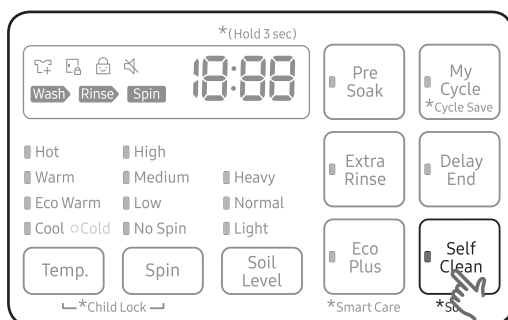 *(Hold 3 sec)
18:88
Wash Rinse Spin
Pre
Soak
My
Cycle
*Cycle Save
Hot
High
Warm
Medium
Heavy
Eco Warm
Low
Normal
Cool Cold
No Spin
Light
Extra
Rinse
Delay
End
Temp.
Spin
Soil
Level
Eco
Plus
Self
Clean
*Child Lock
*Smart Care